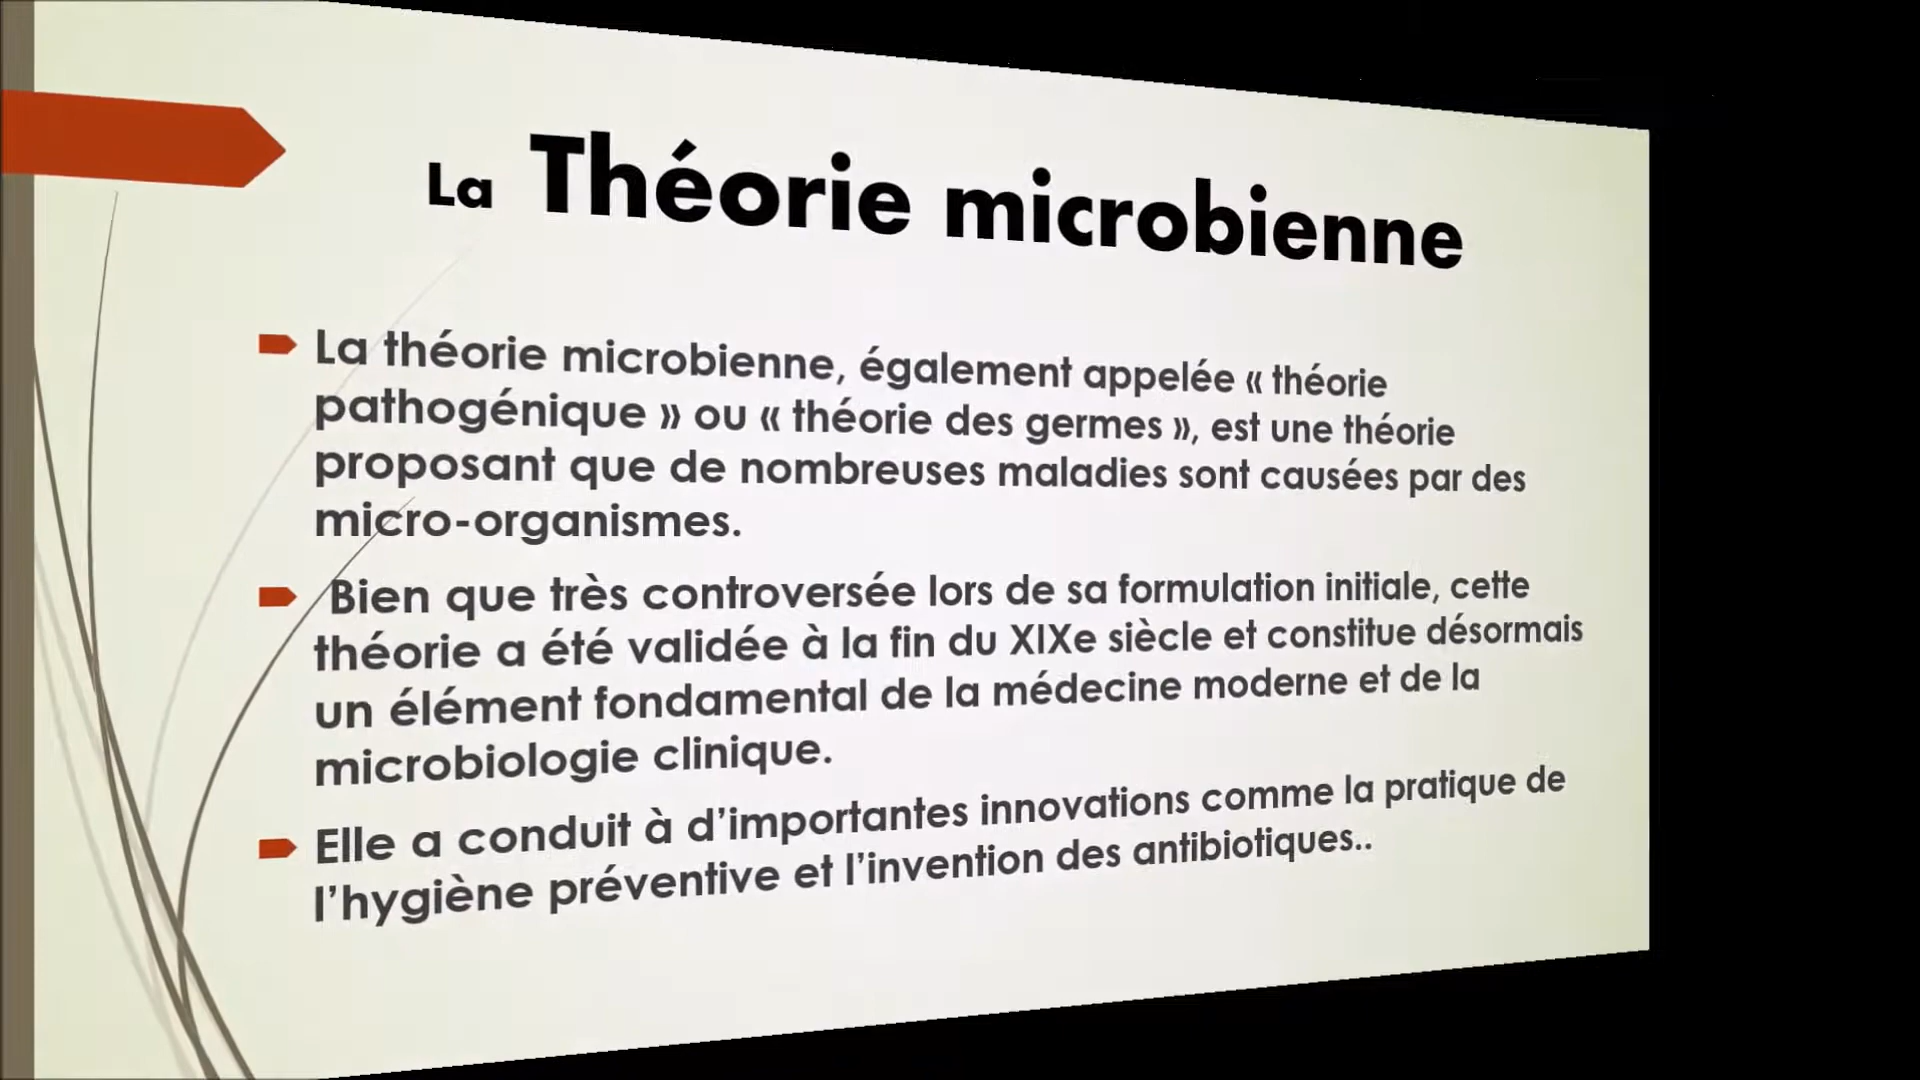 La Théorie microbienne
La théorie microbienne, également appelée « théorie
pathogénique » ou « théorie des germes », est une théorie
proposant que de nombreuses maladies sont causées par des
micro-organismes.
Bien que très controversée lors de sa formulation initiale, cette
théorie a été validée à la fin du XIXe siècle et constitue désormais
un élément fondamental de la médecine moderne et de la
microbiologie clinique.
Elle a conduit à d’importantes innovations comme la pratique de
l’hygiène préventive et l’invention des antibiotiques..